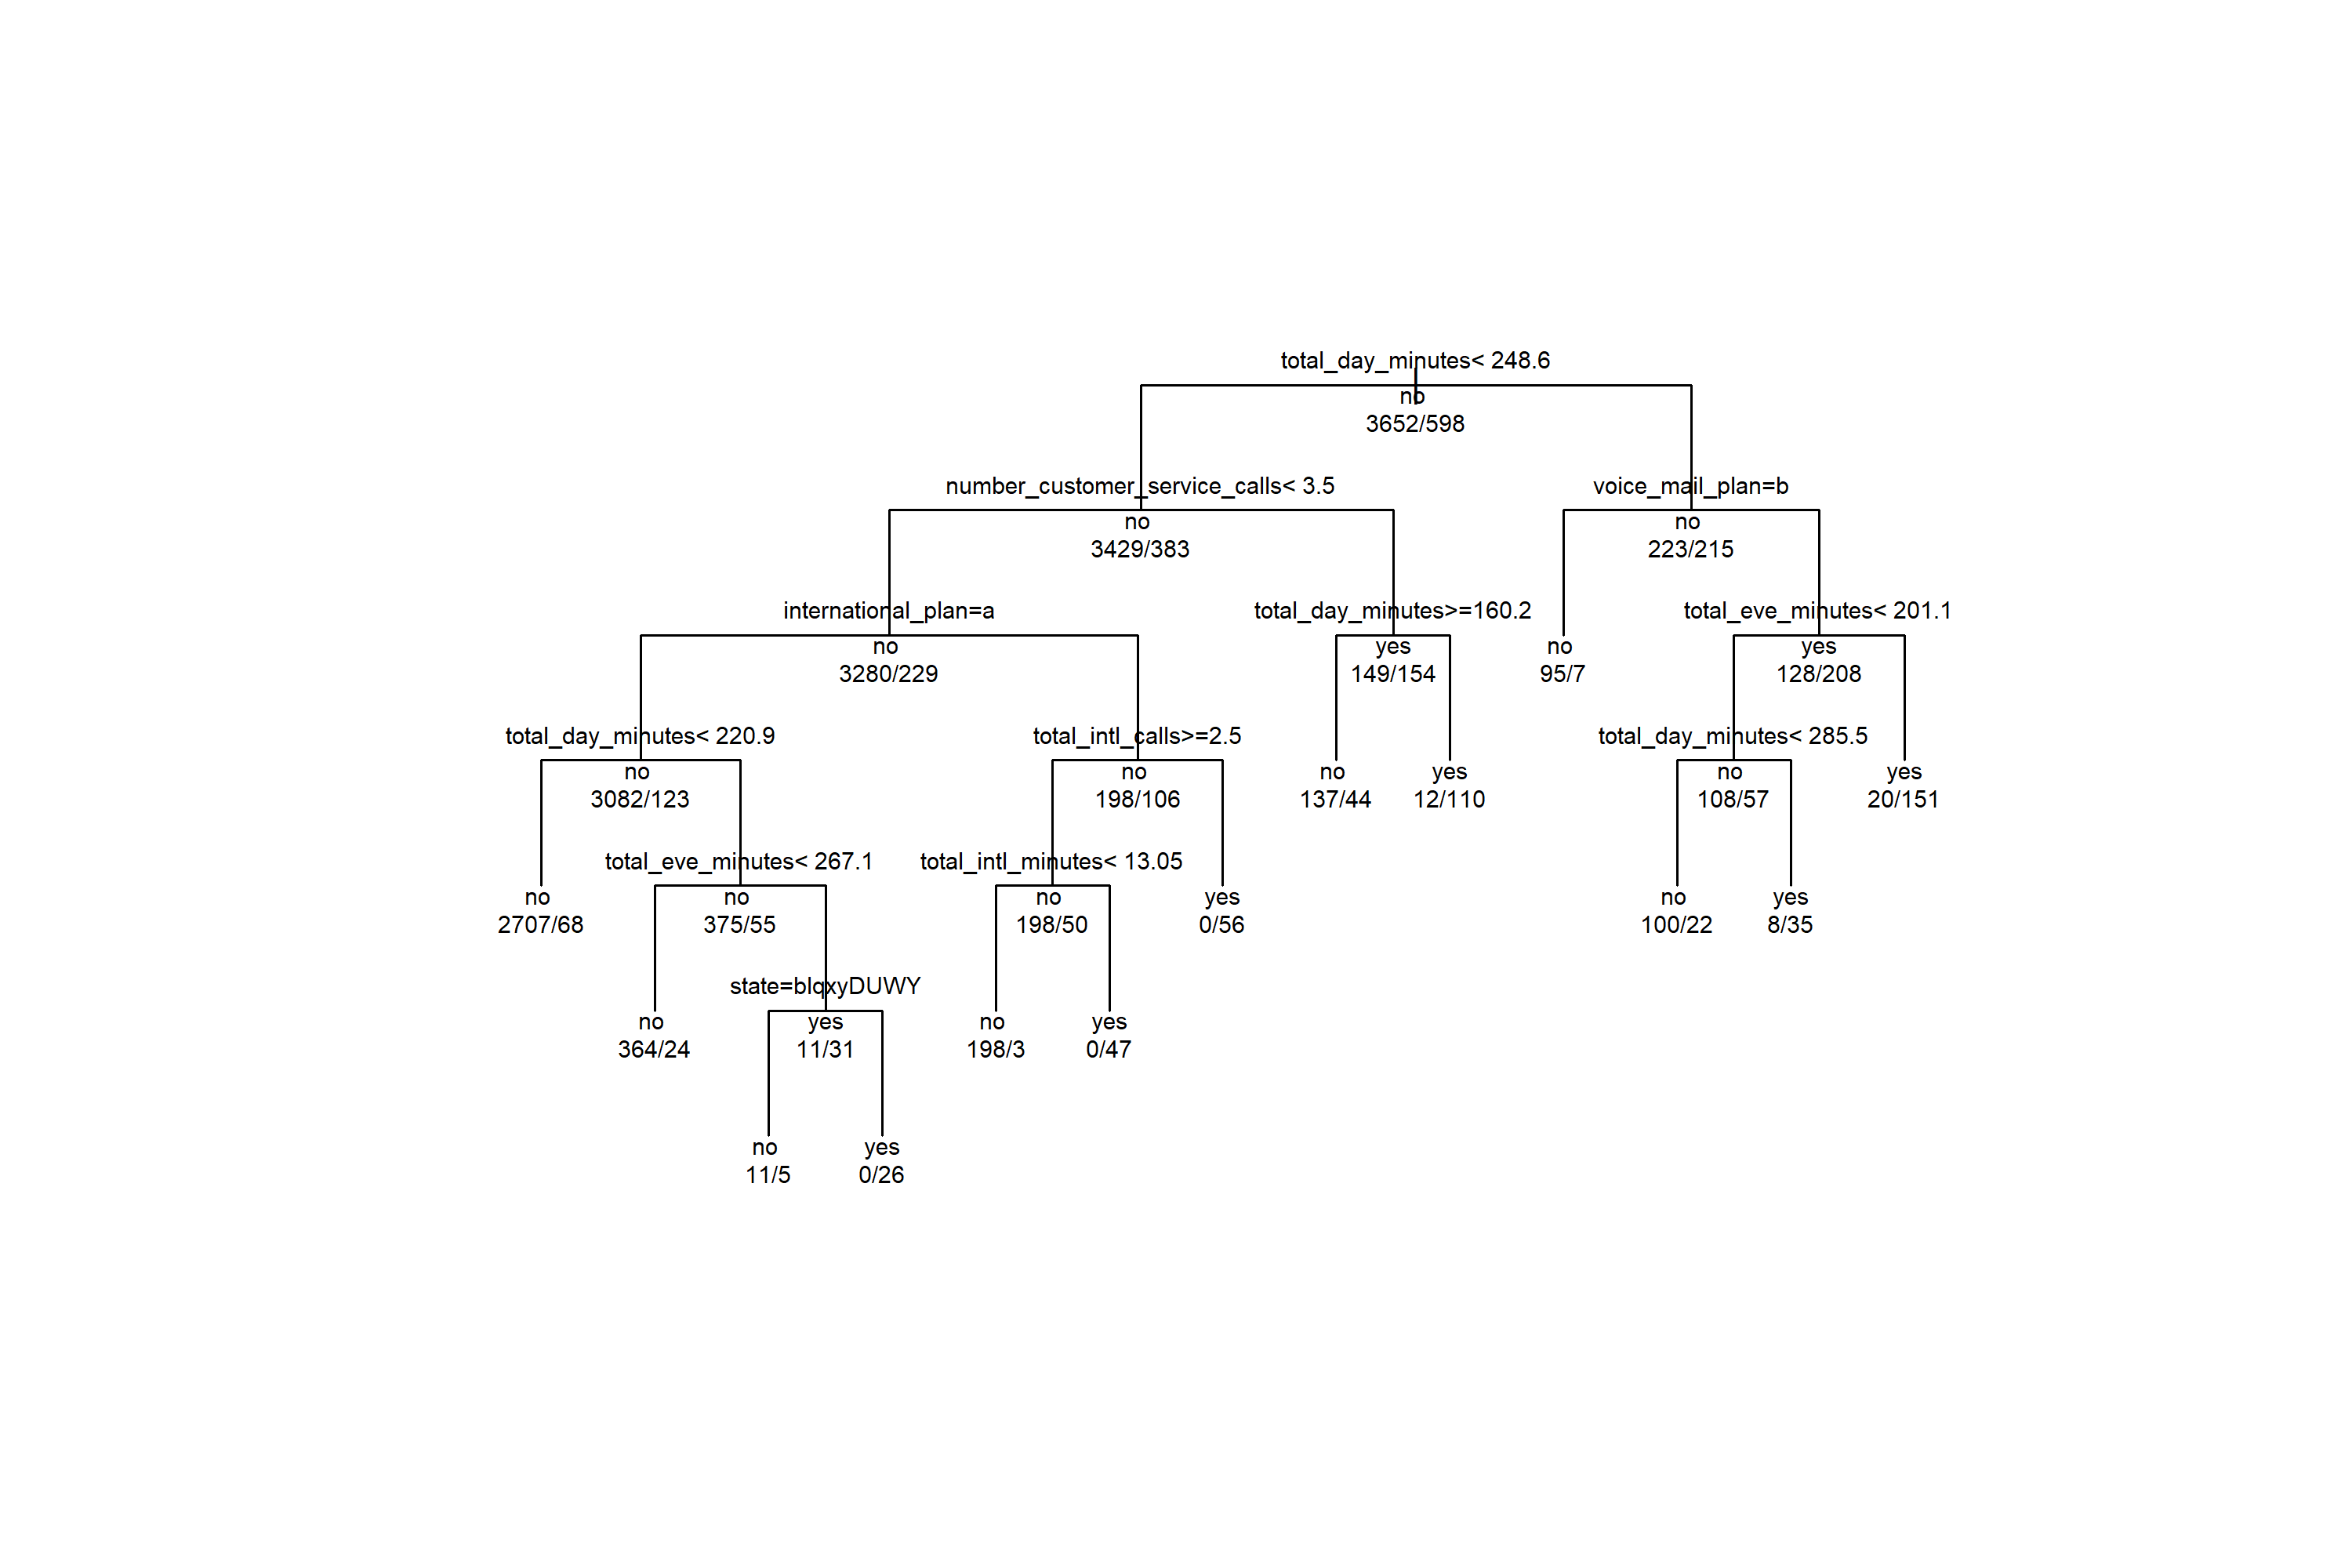 total_day_minutes< 248.6
no
3652/598
number_customer_service_calls< 3.5
voice_mail_plan=b
no
3429/383
no
223/215
international_plan=a
total_day_minutes>=160.2
total_eve_minutes< 201.1
no
3280/229
yes
149/154
no
95/7
yes
128/208
total_day_minutes< 220.9
total_intl_calls>=2.5
total_day_minutes< 285.5
no
3082/123
no
198/106
no
137/44
yes
12/110
no
108/57
yes
20/151
total_eve_minutes< 267.1
total_intl_minutes< 13.05
no
2707/68
no
375/55
no
198/50
yes
0/56
no
100/22
yes
8/35
state=blqxyDUWY
no
364/24
yes
11/31
no
198/3
yes
0/47
no
11/5
yes
0/26